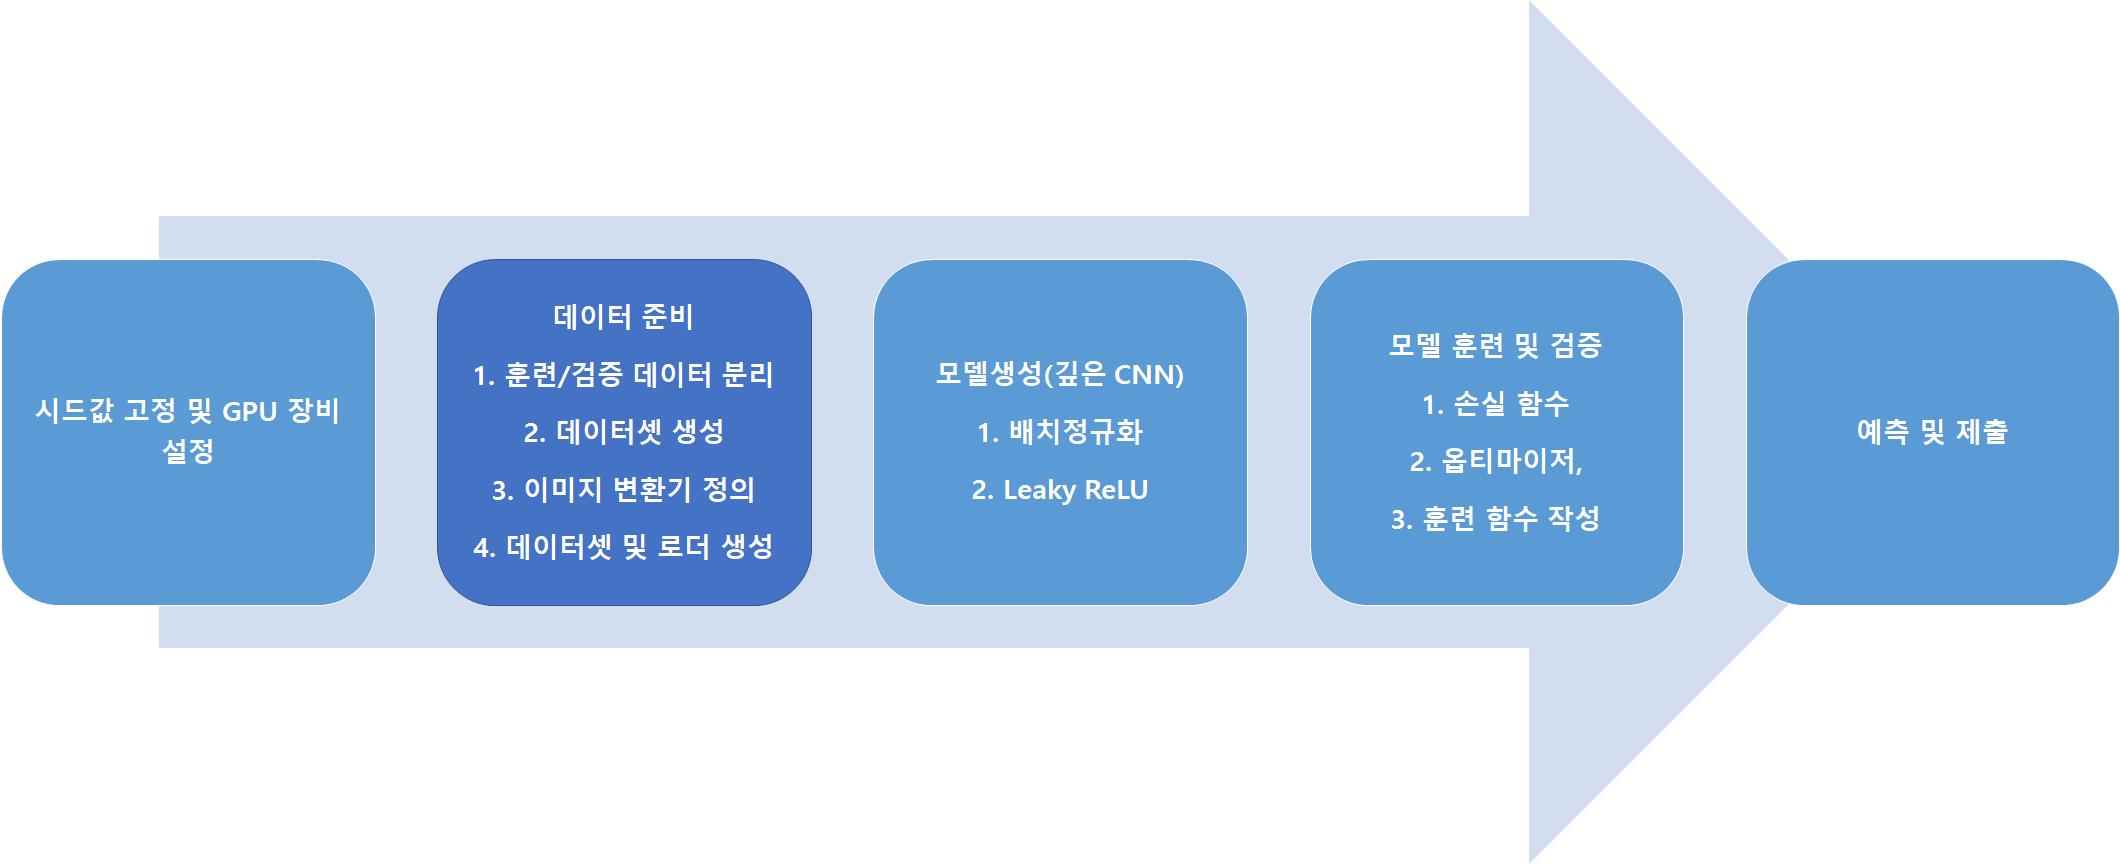 시드값 고정 및 GPU 장비
설정
데이터 준비
1. 훈련/검증 데이터 분리
2. 데이터셋 생성
3. 이미지 변환기 정의
4. 데이터셋 및 로더 생성
모델생성(깊은 CNN)
1. 배치정규화
2. Leaky ReLU
모델 훈련 및 검증
1. 손실 함수
2. 옵티마이저,
3. 훈련 함수 작성
예측 및 제출